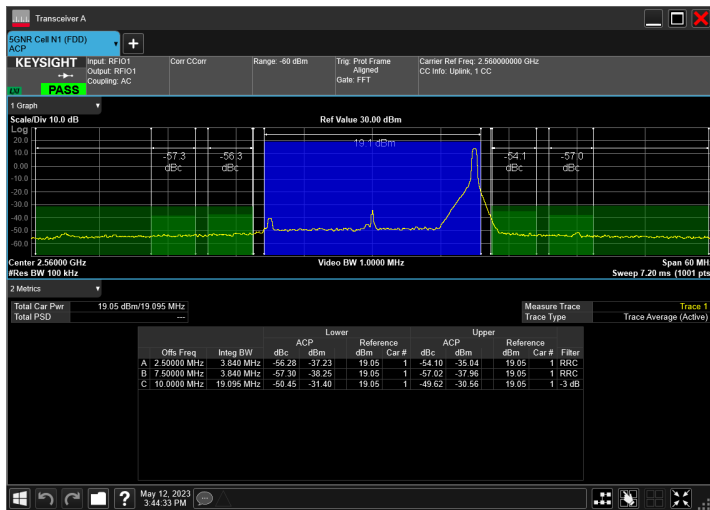 Transceiver A
5GNR Cell N1 (FDD)
ACP
KEYSIGHT
LXI
PASS
Input: RFIO1
Output: RFIO1
Coupling: AC
Corr CCorr
Range: -60 dBm
Trig: Prot Frame
Aligned
Gate: FFT
Carrier Ref Freq: 2.560000000 GHz
CC Info: Uplink, 1 CC
1 Graph
Scale/Div 10.0 dB
Ref Value 30.00 dBm
Log
20.0
10.0
0.00
-10.0
-20.0
-30.0
-40.0
-50.0
-60.0
-57.3
dBc
-56.3
dBc
19.1 dBm
-54.1
dBc
-57.0
dBc
Center 2.56000 GHz
Video BW 1.0000 MHz
Span 60 MH
#Res BW 100 kHz
Sweep 7.20 ms (1001 pts
2 Metrics
Total Car Pwr 19.05 dBm/19.095 MHz
Total PSD ---
Measure Trace Trace 1
Trace Type Trace Average (Active)
Lower Upper
ACP Reference ACP Reference
Offs Freq Integ BW dBc dBm dBm Car # dBc dBm dBm Car # Filter
A 2.50000 MHz 3.840 MHz -56.28 -37.23 19.05 1 -54.10 -35.04 19.05 1 RRC
B 7.50000 MHz 3.840 MHz -57.30 -38.25 19.05 1 -57.02 -37.96 19.05 1 RRC
C 10.0000 MHz 19.095 MHz -50.45 -31.40 19.05 1 -49.62 -30.56 19.05 1 -3 dB
?
May 12, 2023
3:44:33 PM